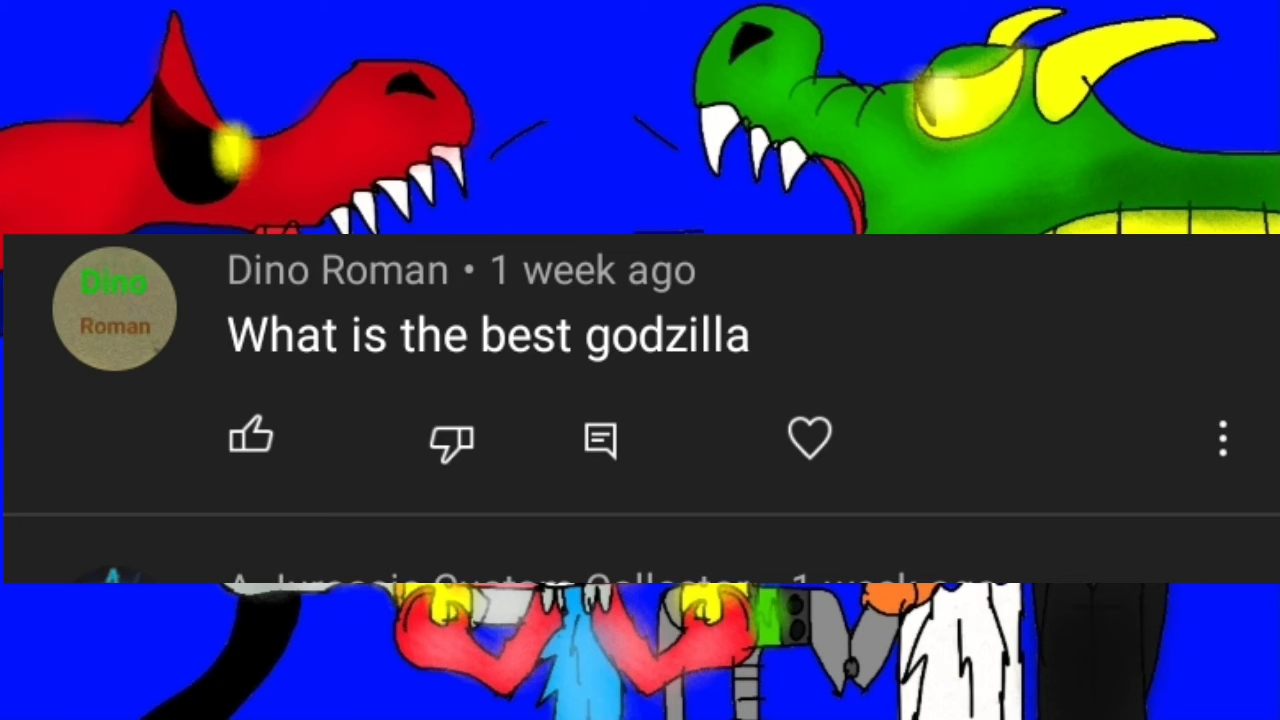 Dino
Roman
Dino Roman • 1 week ago
What is the best godzilla